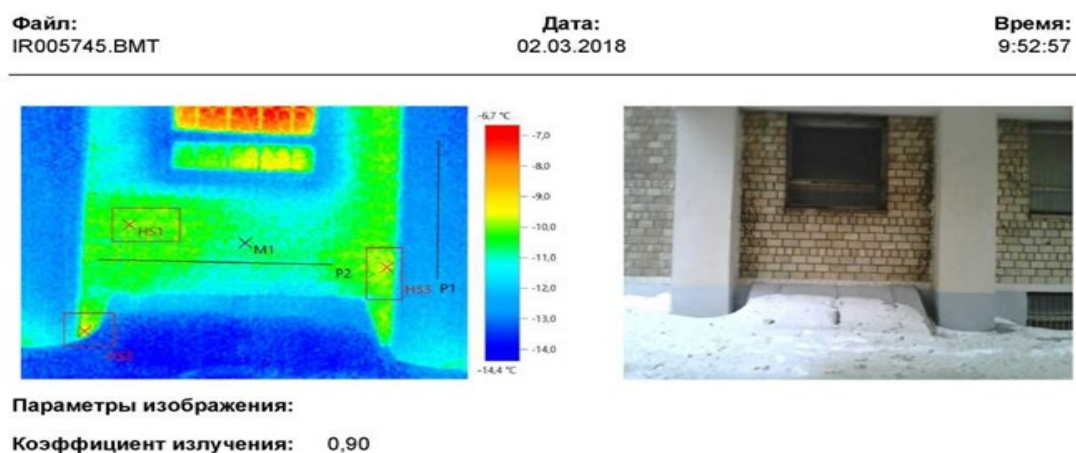 Файл:
IR005745.BMT
Дата:
02.03.2018
Время:
9:52:57
-6,7 °C
-7,0
-8,0
-9,0
-10,0
-11,0
-12,0
-13,0
-14,0
-14,4 °C
HS1
M1
P2
HS3
P1
HS2
Параметры изображения:
Коэффициент излучения: 0,90